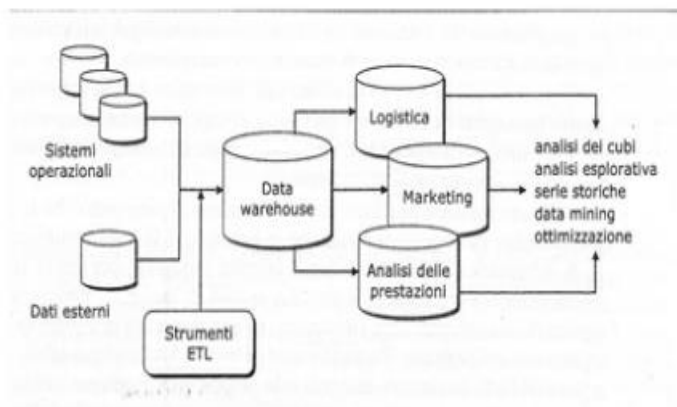 Sistemi
operazionali
Dati esterni
Strumenti
ETL
Data
warehouse
Logistica
Marketing
Analisi delle
prestazioni
analisi dei cubi
analisi esplorativa
serie storiche
data mining
ottimizzazione